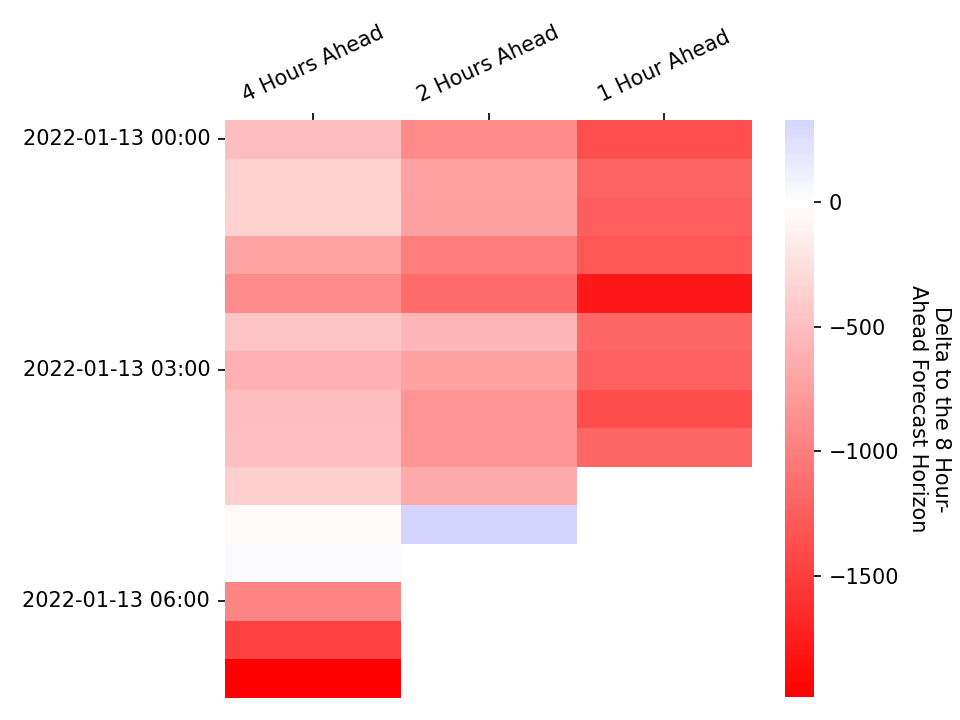 4 Hours Ahead
2 Hours Ahead
1 Hour Ahead
2022-01-13 00:00
2022-01-13 03:00
2022-01-13 06:00
0
−500
−1000
−1500
Delta to the 8 Hour-
Ahead Forecast Horizon